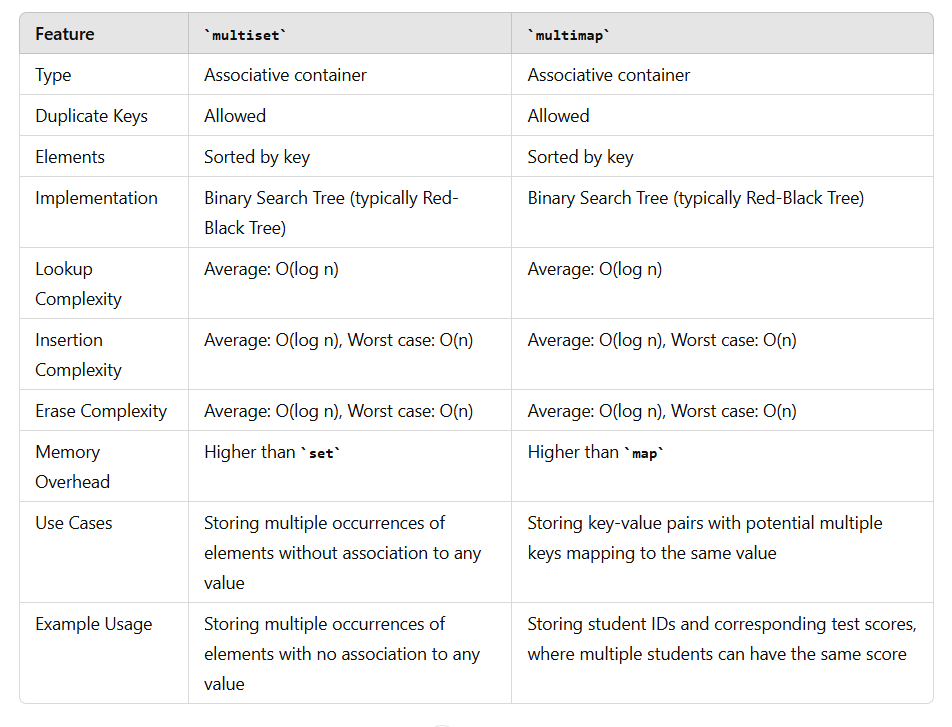 Feature `multiset` `multimap`
Type Associative container Associative container
Duplicate Keys Allowed Allowed
Elements Sorted by key Sorted by key
Implementation Binary Search Tree (typically Red- Binary Search Tree (typically Red-Black Tree)
Black Tree)
Lookup Average: O(log n) Average: O(log n)
Complexity
Insertion Average: O(log n), Worst case: O(n) Average: O(log n), Worst case: O(n)
Complexity
Erase Complexity Average: O(log n), Worst case: O(n) Average: O(log n), Worst case: O(n)
Memory Higher than `set` Higher than `map`
Overhead
Use Cases Storing multiple occurrences of Storing key-value pairs with potential multiple
elements without association to any keys mapping to the same value
value
Example Usage Storing multiple occurrences of Storing student IDs and corresponding test scores,
elements with no association to any where multiple students can have the same score
value